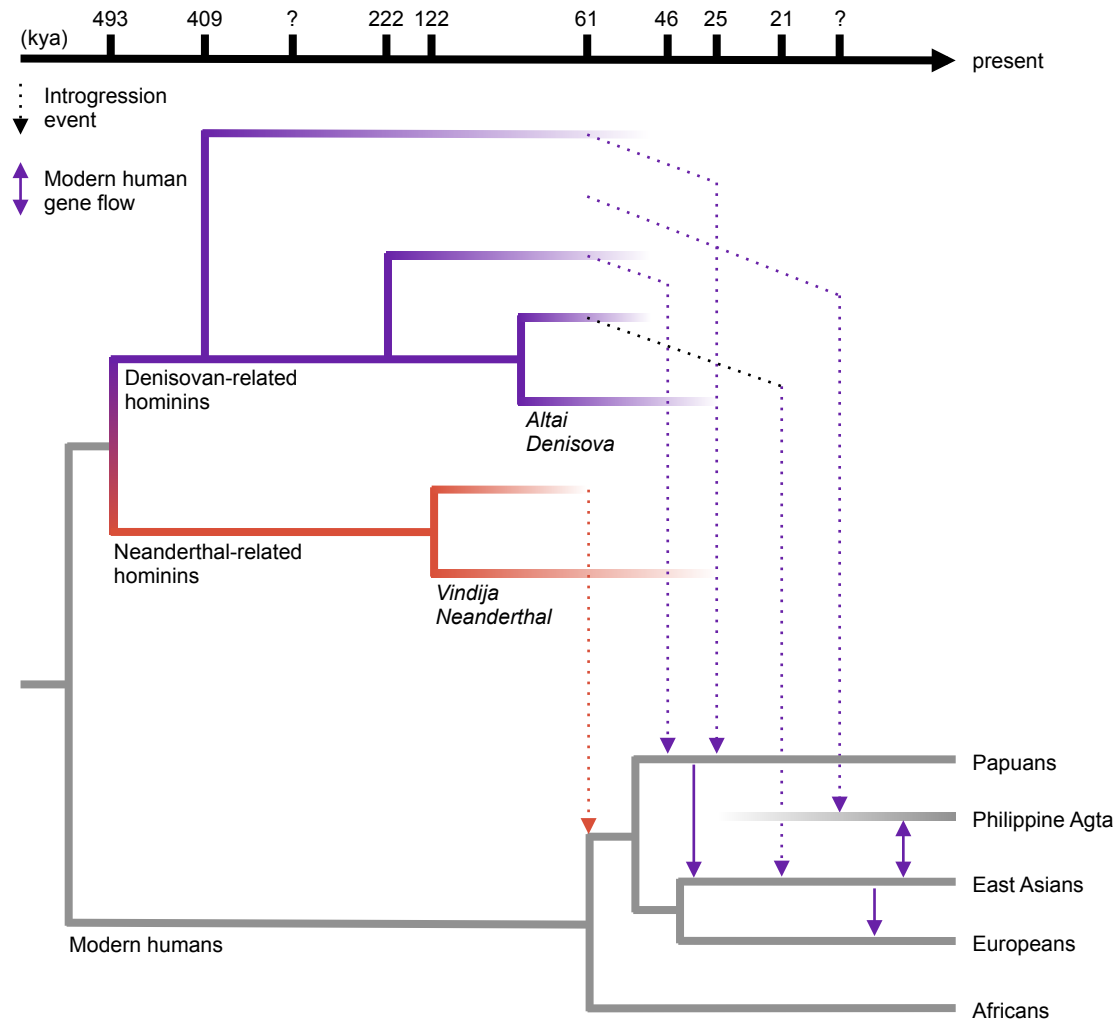 493 409 ? 222 122 61 46 25 21 ?
(kya)
present
Introgression
event
Modern human
gene flow
Denisovan-related
hominins
Altai
Denisova
Neanderthal-related
hominins
Vindija
Neanderthal
Papuans
Philippine Agta
East Asians
Europeans
Modern humans
Africans